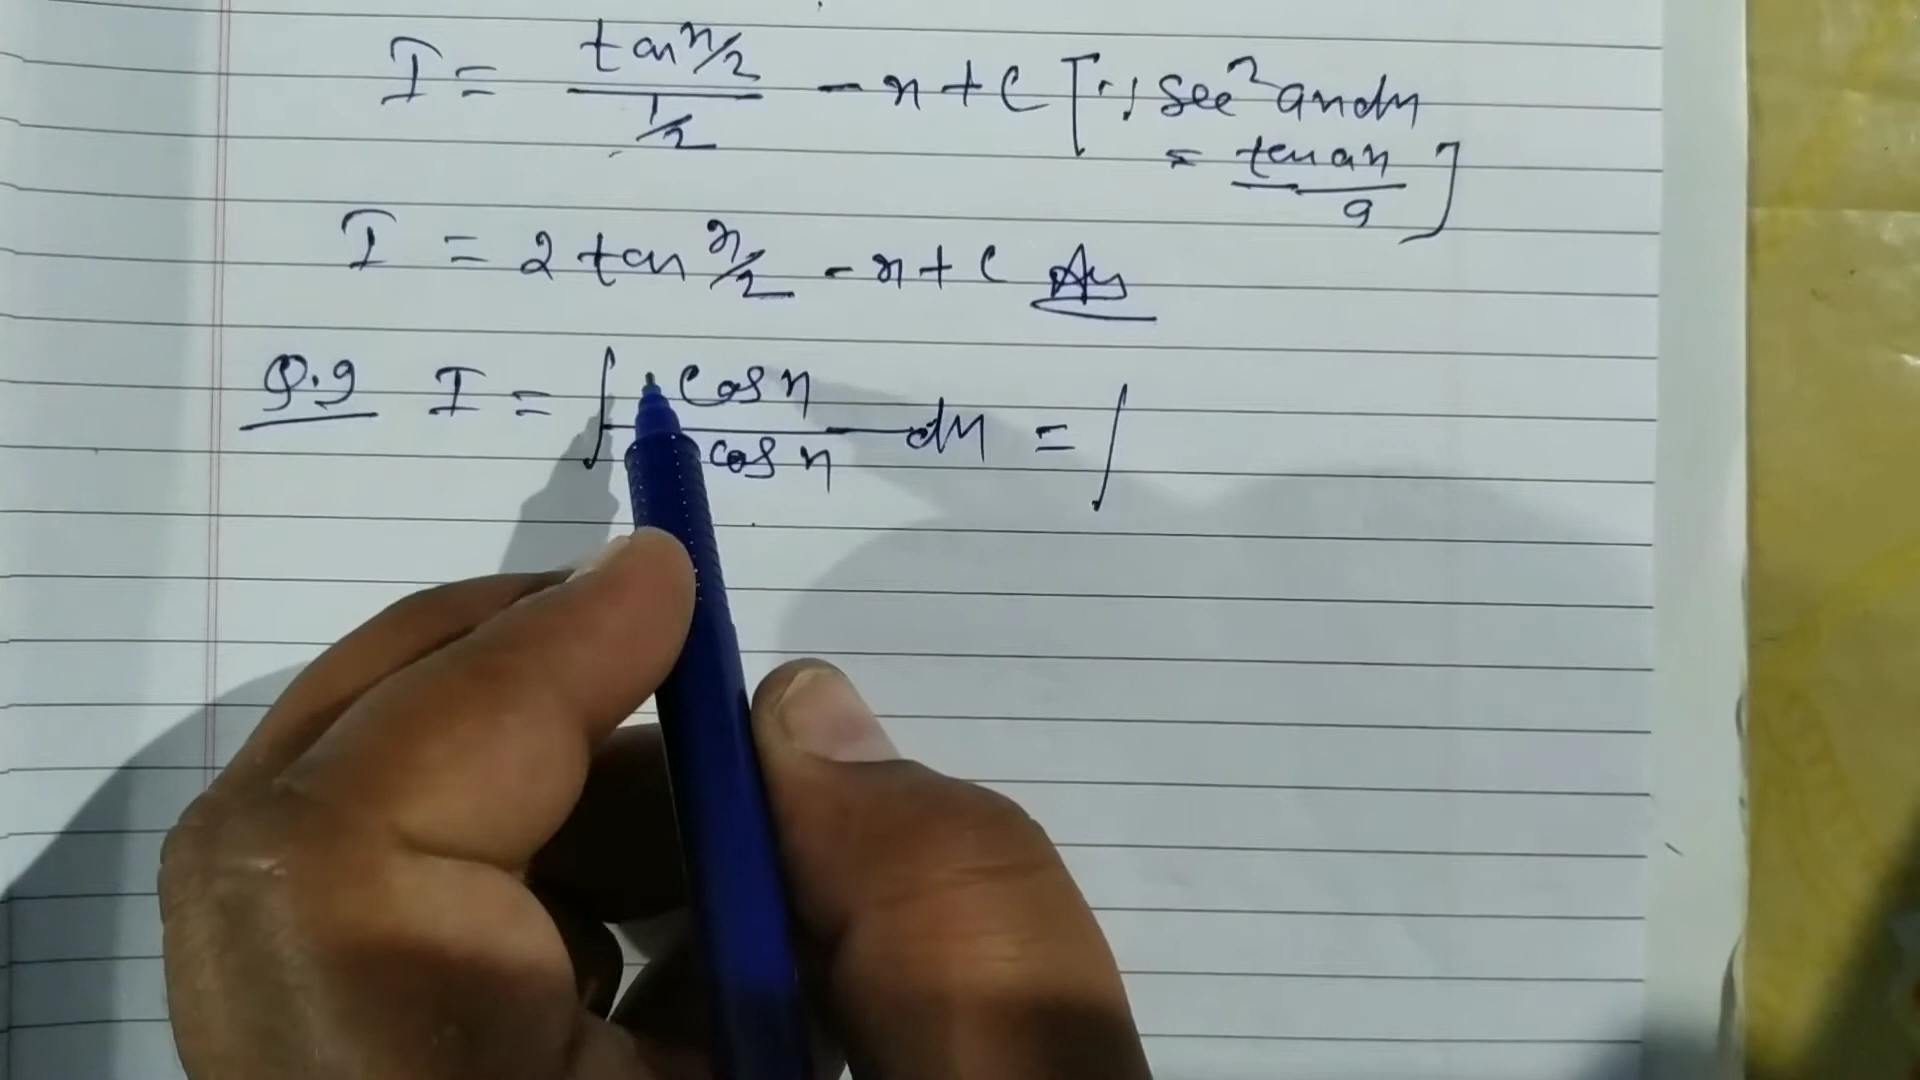 I = tan x/2 / 1/2 - x + c [∵ ∫ sec² ax dx
= tan ax / a ]
I = 2 tan x/2 - x + c Ans
Q.9 I = ∫ cos x / cos x dx = ∫